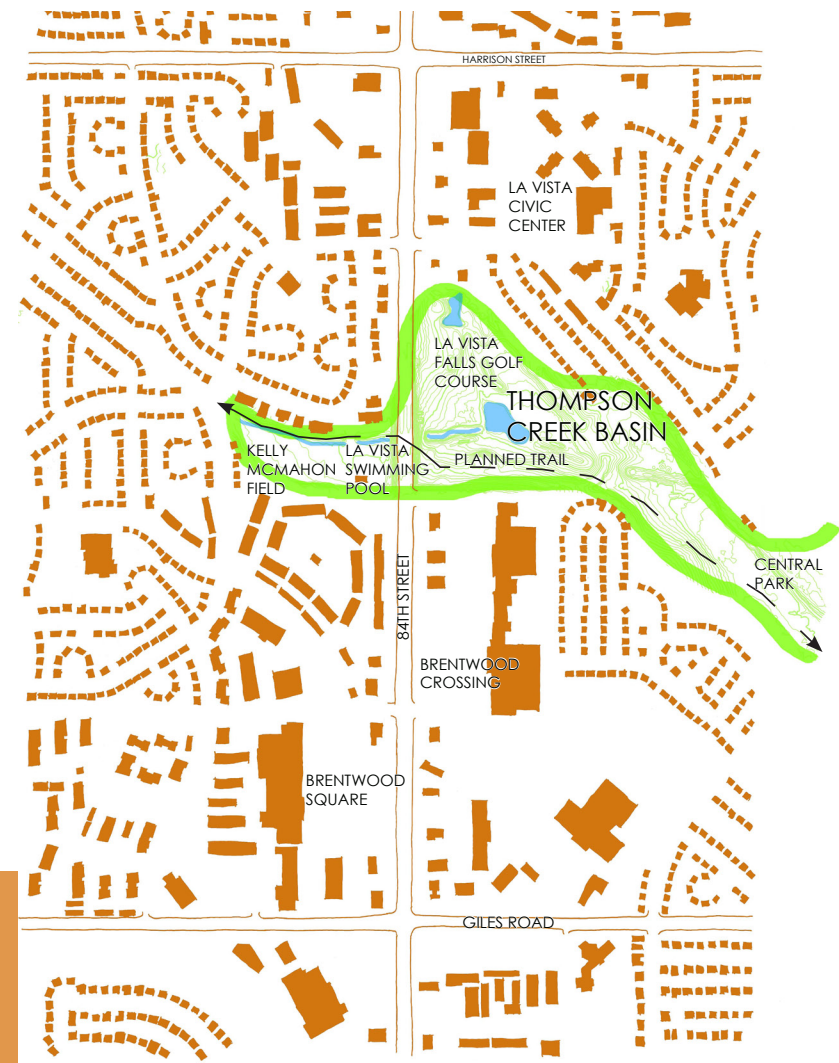 HARRISON STREET
LA VISTA
CIVIC
CENTER
LA VISTA
FALLS GOLF
COURSE
THOMPSON
CREEK BASIN
KELLY
MCMAHON
FIELD
LA VISTA
SWIMMING
POOL
PLANNED TRAIL
CENTRAL
PARK
84TH STREET
BRENTWOOD
CROSSING
BRENTWOOD
SQUARE
GILES ROAD